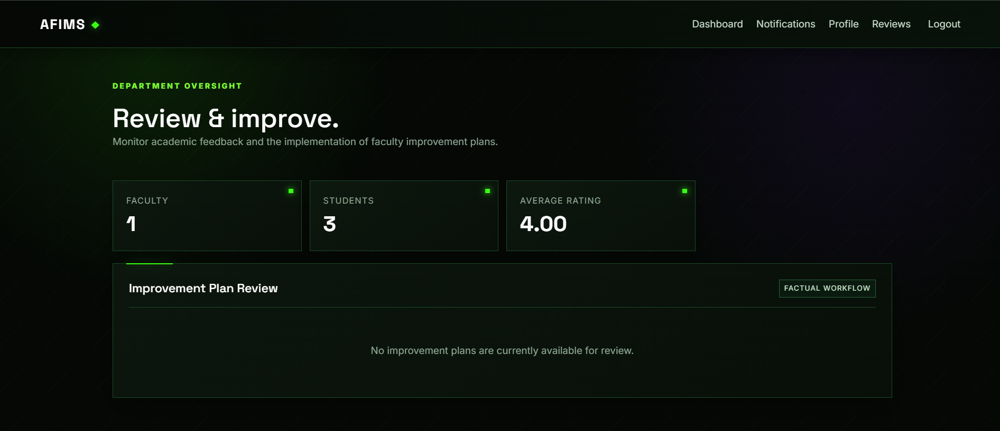 AFIMS
Dashboard Notifications Profile Reviews Logout
DEPARTMENT OVERSIGHT
Review & improve.
Monitor academic feedback and the implementation of faculty improvement plans.
FACULTY
1
STUDENTS
3
AVERAGE RATING
4.00
Improvement Plan Review
FACTUAL WORKFLOW
No improvement plans are currently available for review.